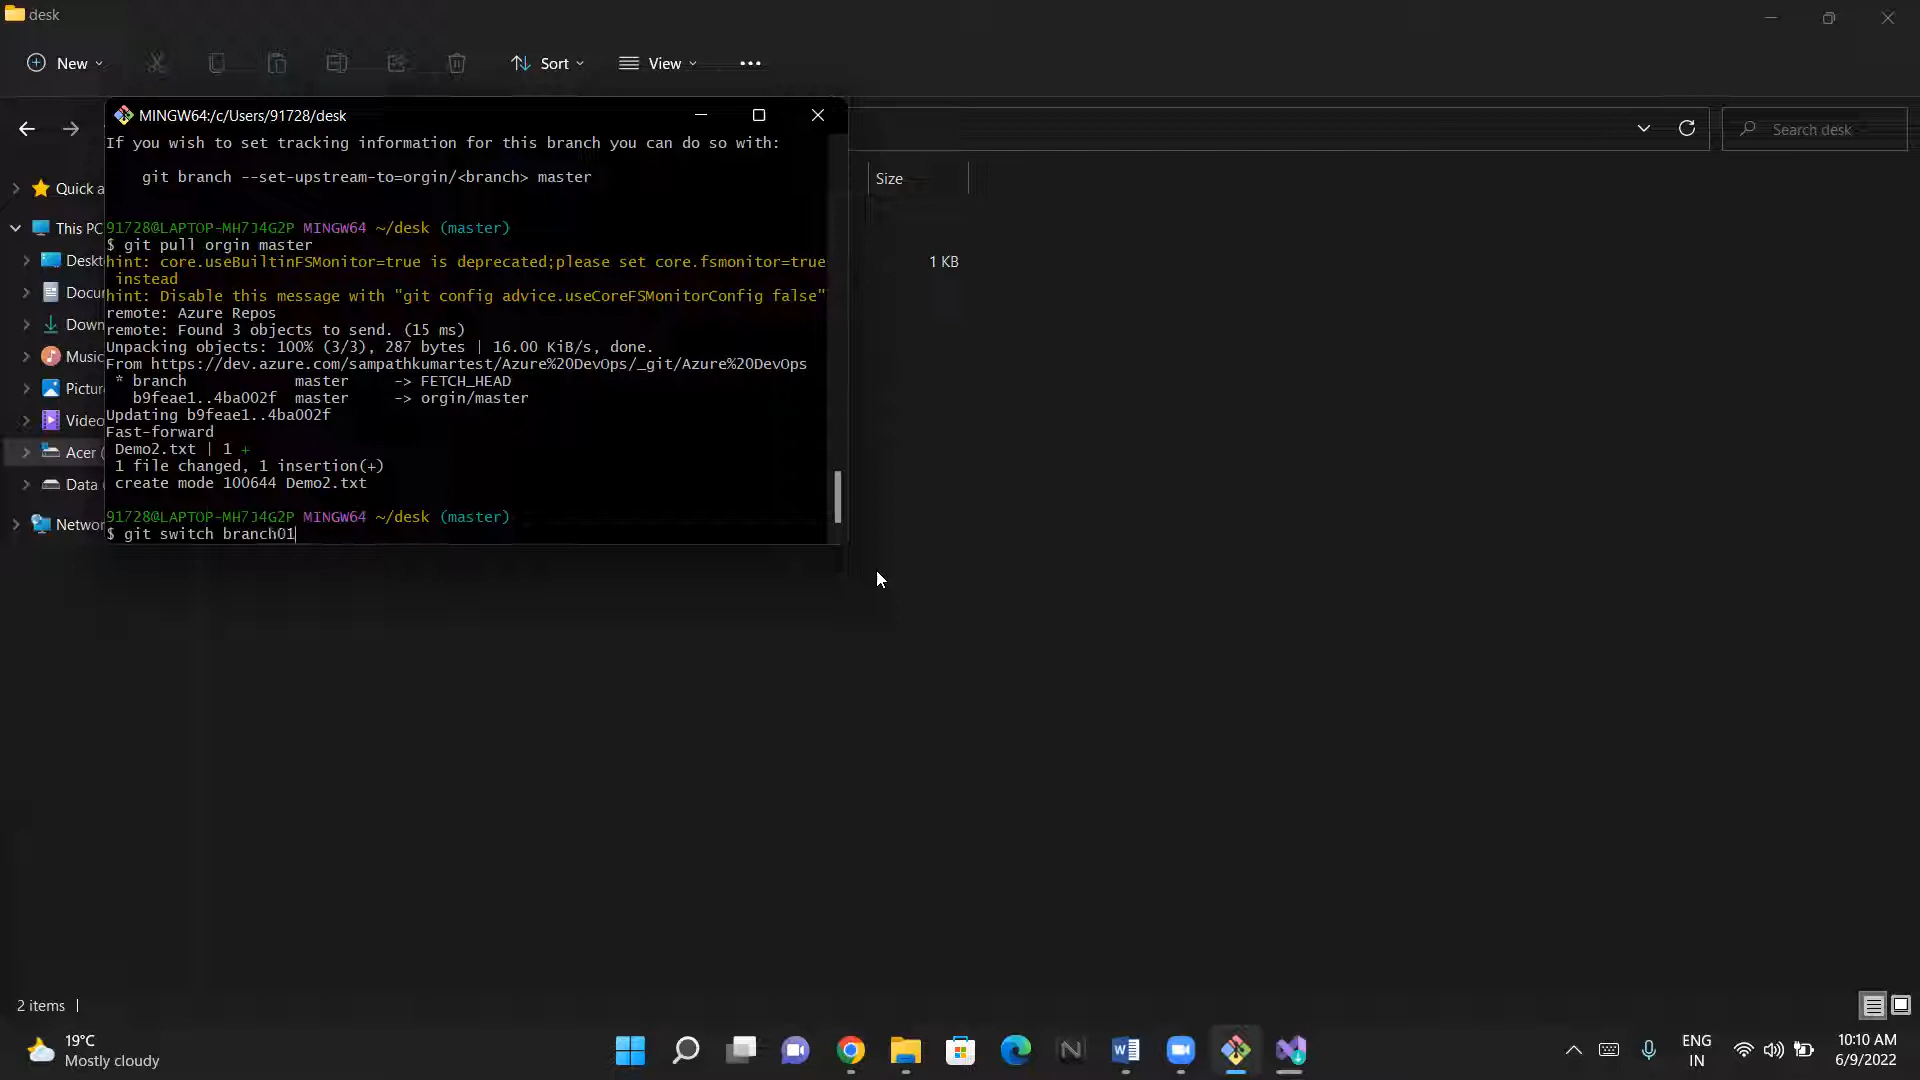 desk
New
Sort
View
MINGW64:/c/Users/91728/desk
Search desk
If you wish to set tracking information for this branch you can do so with:
git branch --set-upstream-to=orgin/<branch> master
Size
Quick a
This PC
Deskt
Docu
Down
Music
Pictur
Video
Acer (
Data (
Networ
91728@LAPTOP-MH7J4G2P MINGW64 ~/desk (master)
$ git pull orgin master
hint: core.useBuiltinFSMonitor=true is deprecated;please set core.fsmonitor=true
instead
hint: Disable this message with "git config advice.useCoreFSMonitorConfig false"
remote: Azure Repos
remote: Found 3 objects to send. (15 ms)
Unpacking objects: 100% (3/3), 287 bytes | 16.00 KiB/s, done.
From https://dev.azure.com/sampathkumartest/Azure%20DevOps/_git/Azure%20DevOps
* branch master -> FETCH_HEAD
b9feae1..4ba002f master -> orgin/master
Updating b9feae1..4ba002f
Fast-forward
Demo2.txt | 1 +
1 file changed, 1 insertion(+)
create mode 100644 Demo2.txt
91728@LAPTOP-MH7J4G2P MINGW64 ~/desk (master)
$ git switch branch01
1 KB
2 items
19°C
Mostly cloudy
ENG
IN
10:10 AM
6/9/2022